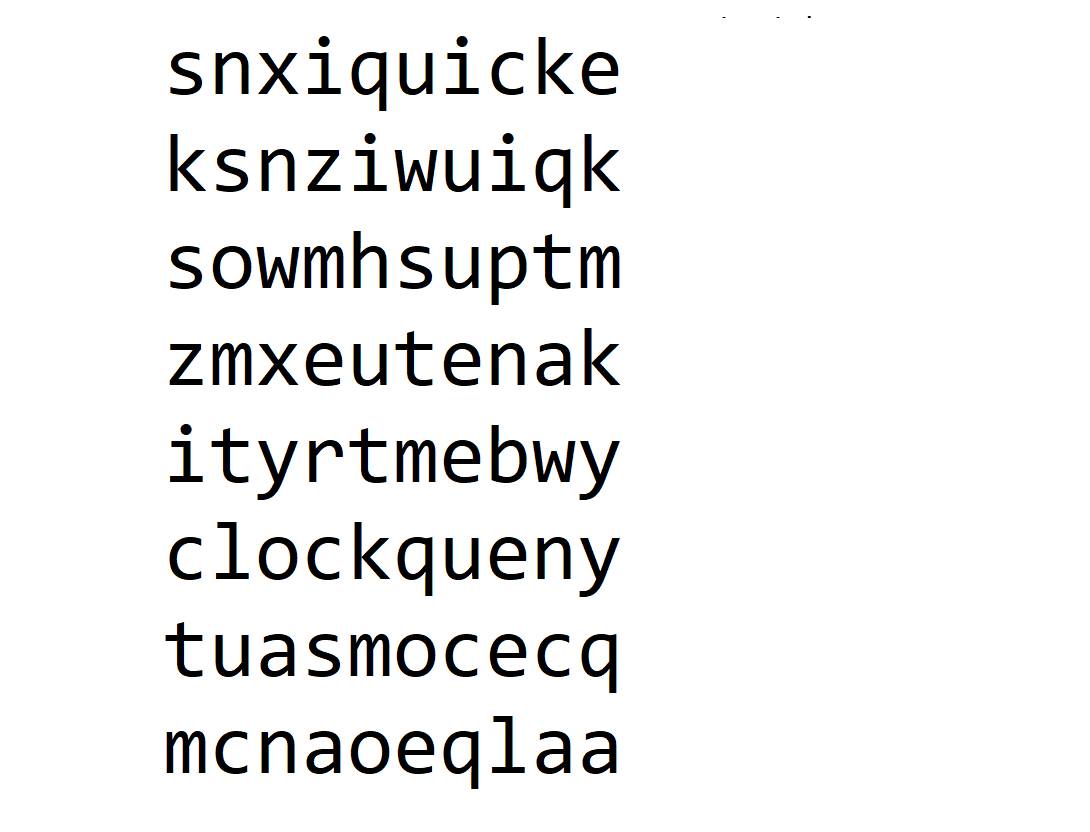 snxiquicke
ksnziwuiqk
sowmhsuptm
zmxeutenak
ityrtmebwy
clockqueny
tuasmocecq
mcnaoeqlaa